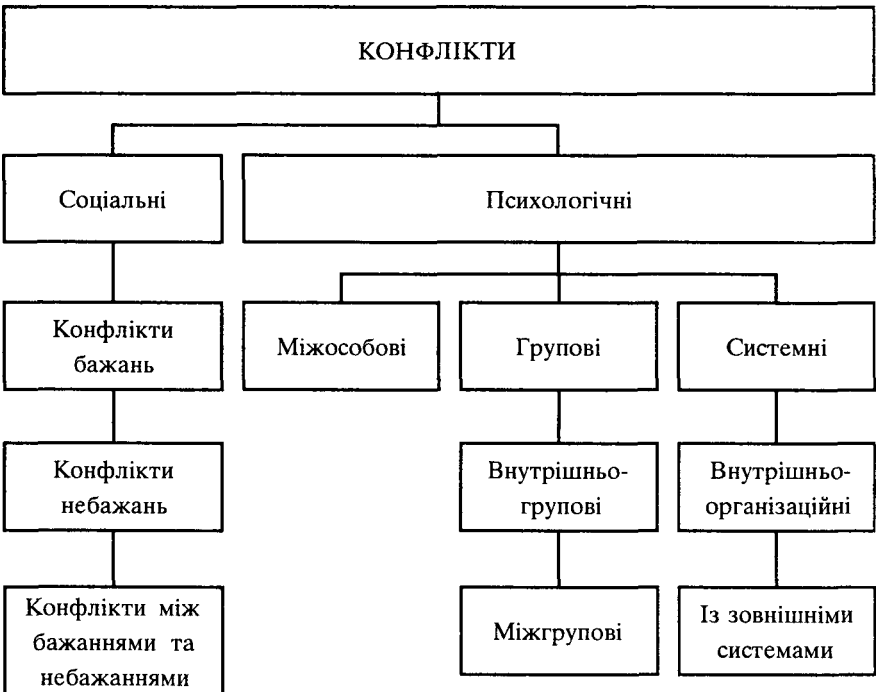 КОНФЛІКТИ
Соціальні
Психологічні
Конфлікти
бажань
Міжособові
Групові
Системні
Конфлікти
небажань
Внутрішньо-
групові
Внутрішньо-
організаційні
Конфлікти між
бажаннями та
небажаннями
Міжгрупові
Із зовнішніми
системами